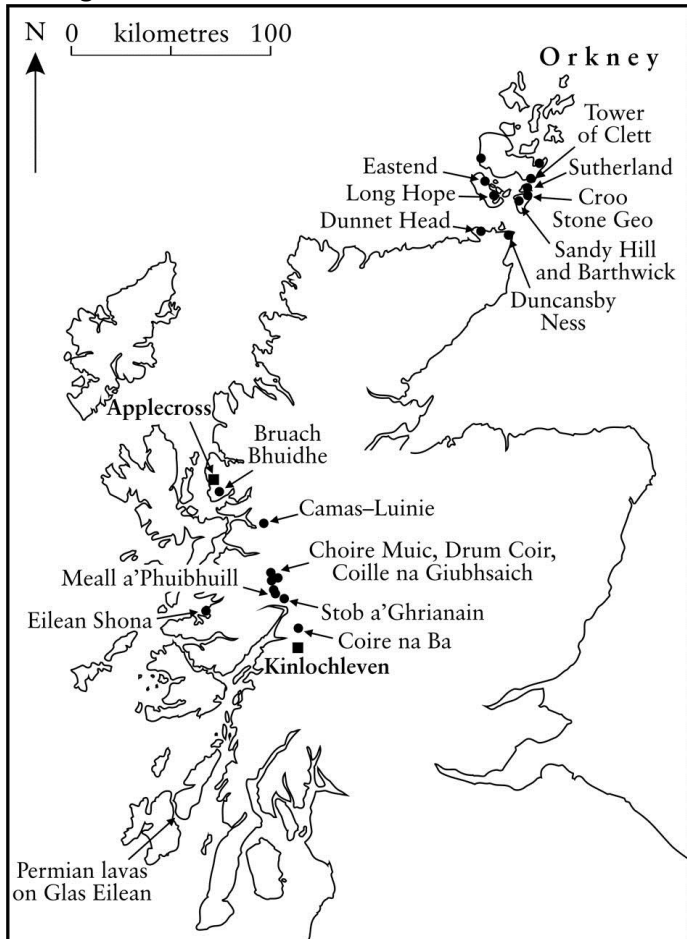 N
0 kilometres 100
Orkney
Tower
of Clett
Eastend
Sutherland
Long Hope
Croo
Stone Geo
Dunnet Head
Sandy Hill
and Barthwick
Duncansby
Ness
Applecross
Bruach
Bhuidhe
Camas–Luinie
Choire Muic, Drum Coir,
Coille na Giubhsaich
Meall a'Phuibhuill
Eilean Shona
Stob a'Ghrianain
Coire na Ba
Kinlochleven
Permian lavas
on Glas Eilean